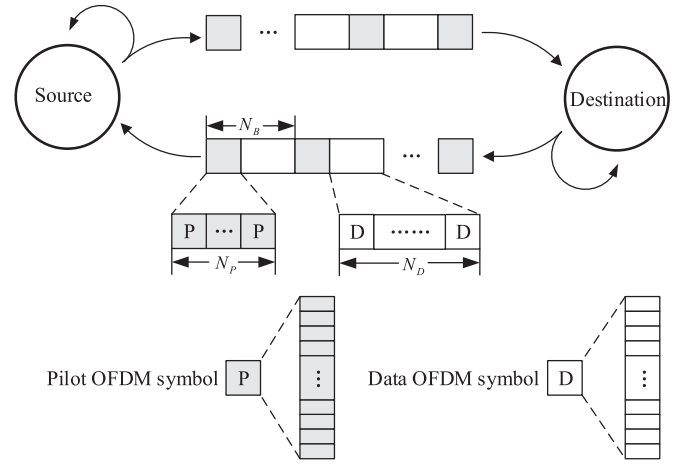 ...
Source
Destination
N_B
...
P ... P
D ...... D
N_P
N_D
Pilot OFDM symbol P
⋮
Data OFDM symbol D
⋮